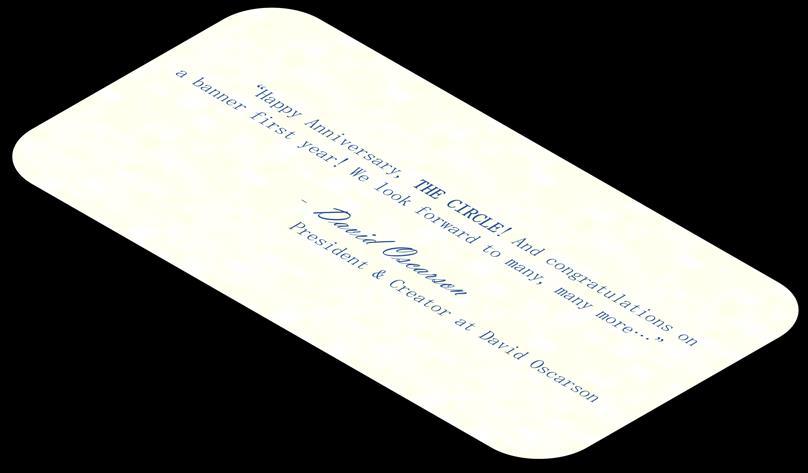 “Happy Anniversary, THE CIRCLE! And congratulations on
a banner first year! We look forward to many, many more...”
- David Oscarson
President & Creator at David Oscarson